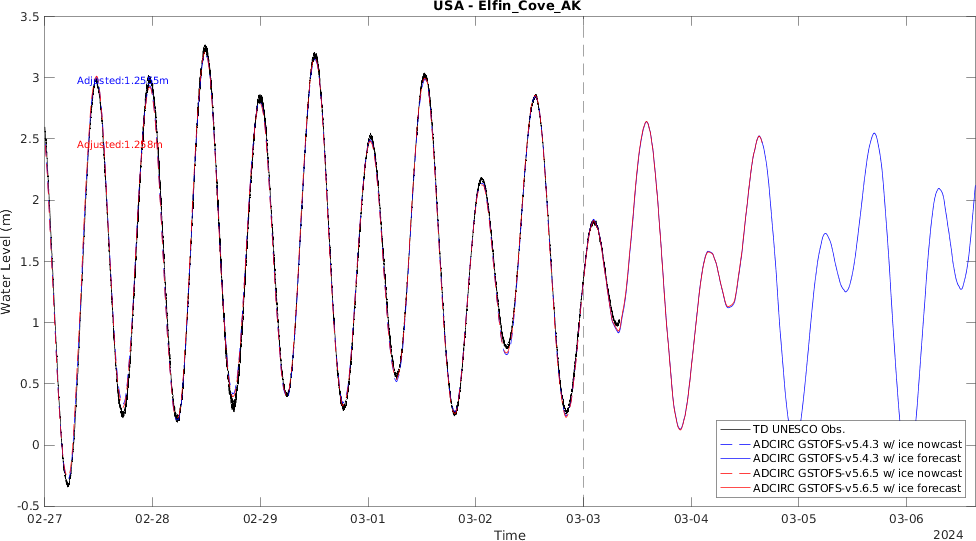 USA - Elfin_Cove_AK
3.5
3
2.5
2
1.5
1
0.5
0
-0.5
Water Level (m)
Adjusted:1.2595m
Adjusted:1.258m
TD UNESCO Obs.
ADCIRC GSTOFS-v5.4.3 w/ ice nowcast
ADCIRC GSTOFS-v5.4.3 w/ ice forecast
ADCIRC GSTOFS-v5.6.5 w/ ice nowcast
ADCIRC GSTOFS-v5.6.5 w/ ice forecast
02-27 02-28 02-29 03-01 03-02 03-03 03-04 03-05 03-06
Time
2024